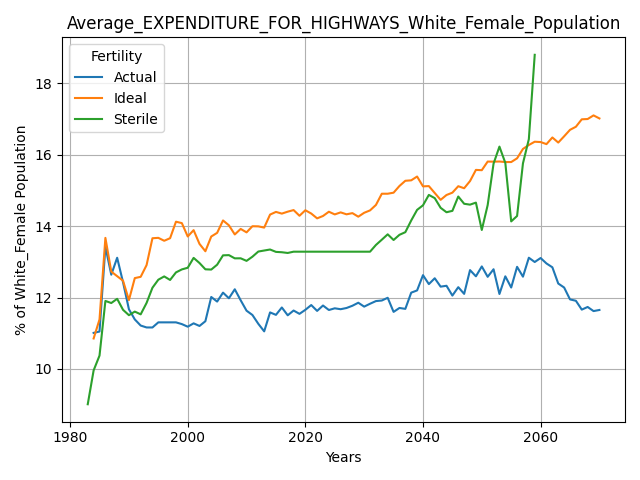 Average_EXPENDITURE_FOR_HIGHWAYS_White_Female_Population
Fertility
Actual
Ideal
Sterile
% of White_Female Population
18
16
14
12
10
1980
2000
2020
2040
2060
Years